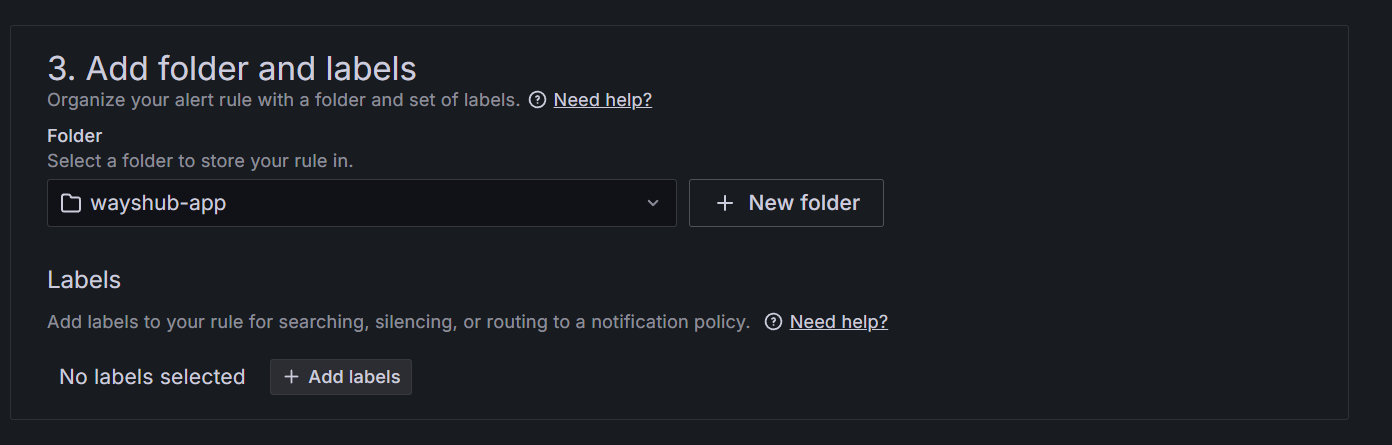 3. Add folder and labels
Organize your alert rule with a folder and set of labels. Need help?
Folder
Select a folder to store your rule in.
wayshub-app + New folder
Labels
Add labels to your rule for searching, silencing, or routing to a notification policy. Need help?
No labels selected + Add labels